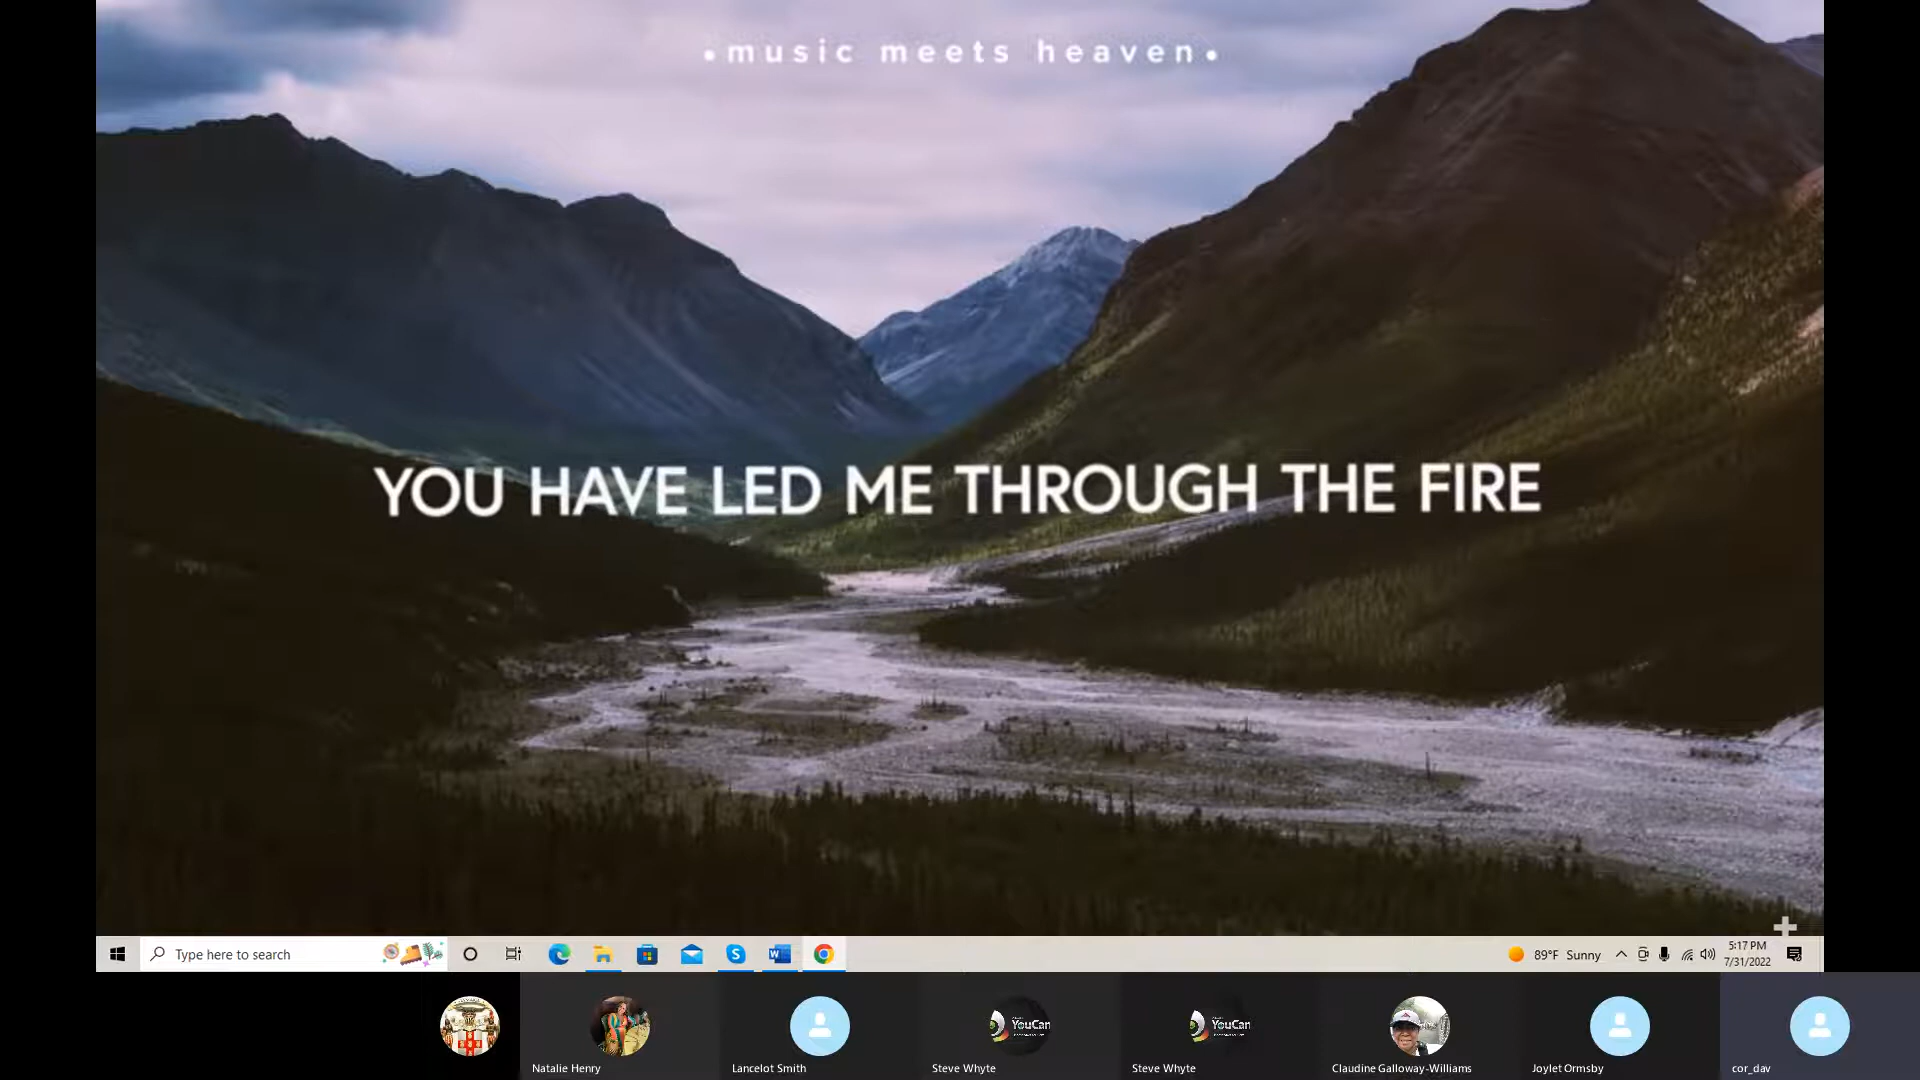 •music meets heaven•
YOU HAVE LED ME THROUGH THE FIRE
Type here to search
89°F Sunny
5:17 PM
7/31/2022
YouCan
YouCan
Natalie Henry
Lancelot Smith
Steve Whyte
Steve Whyte
Claudine Galloway-Williams
Joylet Ormsby
cor_dav